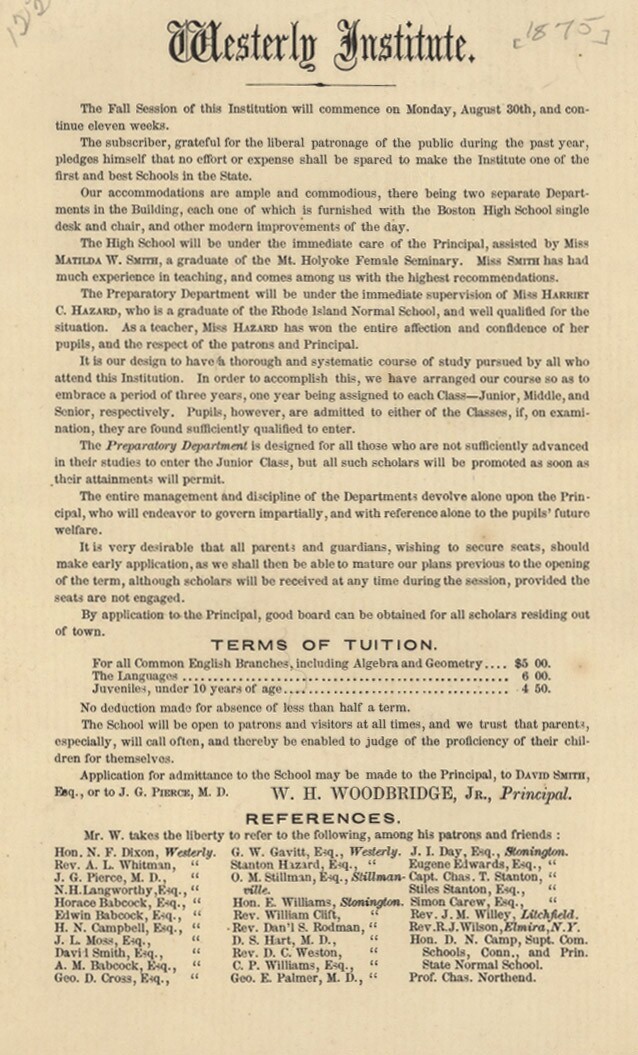 [1875]
Westerly Institute.
The Fall Session of this Institution will commence on Monday, August 30th, and con-
tinue eleven weeks.
The subscriber, grateful for the liberal patronage of the public during the past year,
pledges himself that no effort or expense shall be spared to make the Institute one of the
first and best Schools in the State.
Our accommodations are ample and commodious, there being two separate Depart-
ments in the Building, each one of which is furnished with the Boston High School single
desk and chair, and other modern improvements of the day.
The High School will be under the immediate care of the Principal, assisted by Miss
MATILDA W. SMITH, a graduate of the Mt. Holyoke Female Seminary. Miss SMITH has had
much experience in teaching, and comes among us with the highest recommendations.
The Preparatory Department will be under the immediate supervision of Miss HARRIET
C. HAZARD, who is a graduate of the Rhode Island Normal School, and well qualified for the
situation. As a teacher, Miss HAZARD has won the entire affection and confidence of her
pupils, and the respect of the patrons and Principal.
It is our design to have a thorough and systematic course of study pursued by all who
attend this Institution. In order to accomplish this, we have arranged our course so as to
embrace a period of three years, one year being assigned to each Class—Junior, Middle, and
Senior, respectively. Pupils, however, are admitted to either of the Classes, if, on exami-
nation, they are found sufficiently qualified to enter.
The Preparatory Department is designed for all those who are not sufficiently advanced
in their studies to enter the Junior Class, but all such scholars will be promoted as soon as
their attainments will permit.
The entire management and discipline of the Departments devolve alone upon the Prin-
cipal, who will endeavor to govern impartially, and with reference alone to the pupils' future
welfare.
It is very desirable that all parents and guardians, wishing to secure seats, should
make early application, as we shall then be able to mature our plans previous to the opening
of the term, although scholars will be received at any time during the session, provided the
seats are not engaged.
By application to the Principal, good board can be obtained for all scholars residing out
of town.
TERMS OF TUITION.
For all Common English Branches, including Algebra and Geometry.... $5 00.
The Languages ........................................ 6 00.
Juveniles, under 10 years of age........................................ 4 50.
No deduction made for absence of less than half a term.
The School will be open to patrons and visitors at all times, and we trust that parents,
especially, will call often, and thereby be enabled to judge of the proficiency of their chil-
dren for themselves.
Application for admittance to the School may be made to the Principal, to DAVID SMITH,
Esq., or to J. G. PIERCE, M. D. W. H. WOODBRIDGE, JR., Principal.
REFERENCES.
Mr. W. takes the liberty to refer to the following, among his patrons and friends :
Hon. N. F. Dixon, Westerly.
Rev. A. L. Whitman, "
J. G. Pierce, M. D., "
N. H. Langworthy, Esq., "
Horace Babcock, Esq., "
Edwin Babcock, Esq., "
H. N. Campbell, Esq., "
J. L. Moss, Esq., "
David Smith, Esq., "
A. M. Babcock, Esq., "
Geo. D. Cross, Esq., "
G. W. Gavitt, Esq., Westerly.
Stanton Hazard, Esq., "
O. M. Stillman, Esq., Stillman-
ville.
Hon. E. Williams, Stonington.
Rev. William Clift, "
Rev. Dan'l S. Rodman, "
D. S. Hart, M. D., "
Rev. D. C. Weston, "
C. P. Williams, Esq., "
Geo. E. Palmer, M. D., "
J. I. Day, Esq., Stonington.
Eugene Edwards, Esq., "
Capt. Chas. T. Stanton, "
Stiles Stanton, Esq., "
Simon Carew, Esq., "
Rev. J. M. Willey, Litchfield.
Rev. R. J. Wilson, Elmira, N. Y.
Hon. D. N. Camp, Supt. Com.
Schools, Conn., and Prin.
State Normal School.
Prof. Chas. Northend.